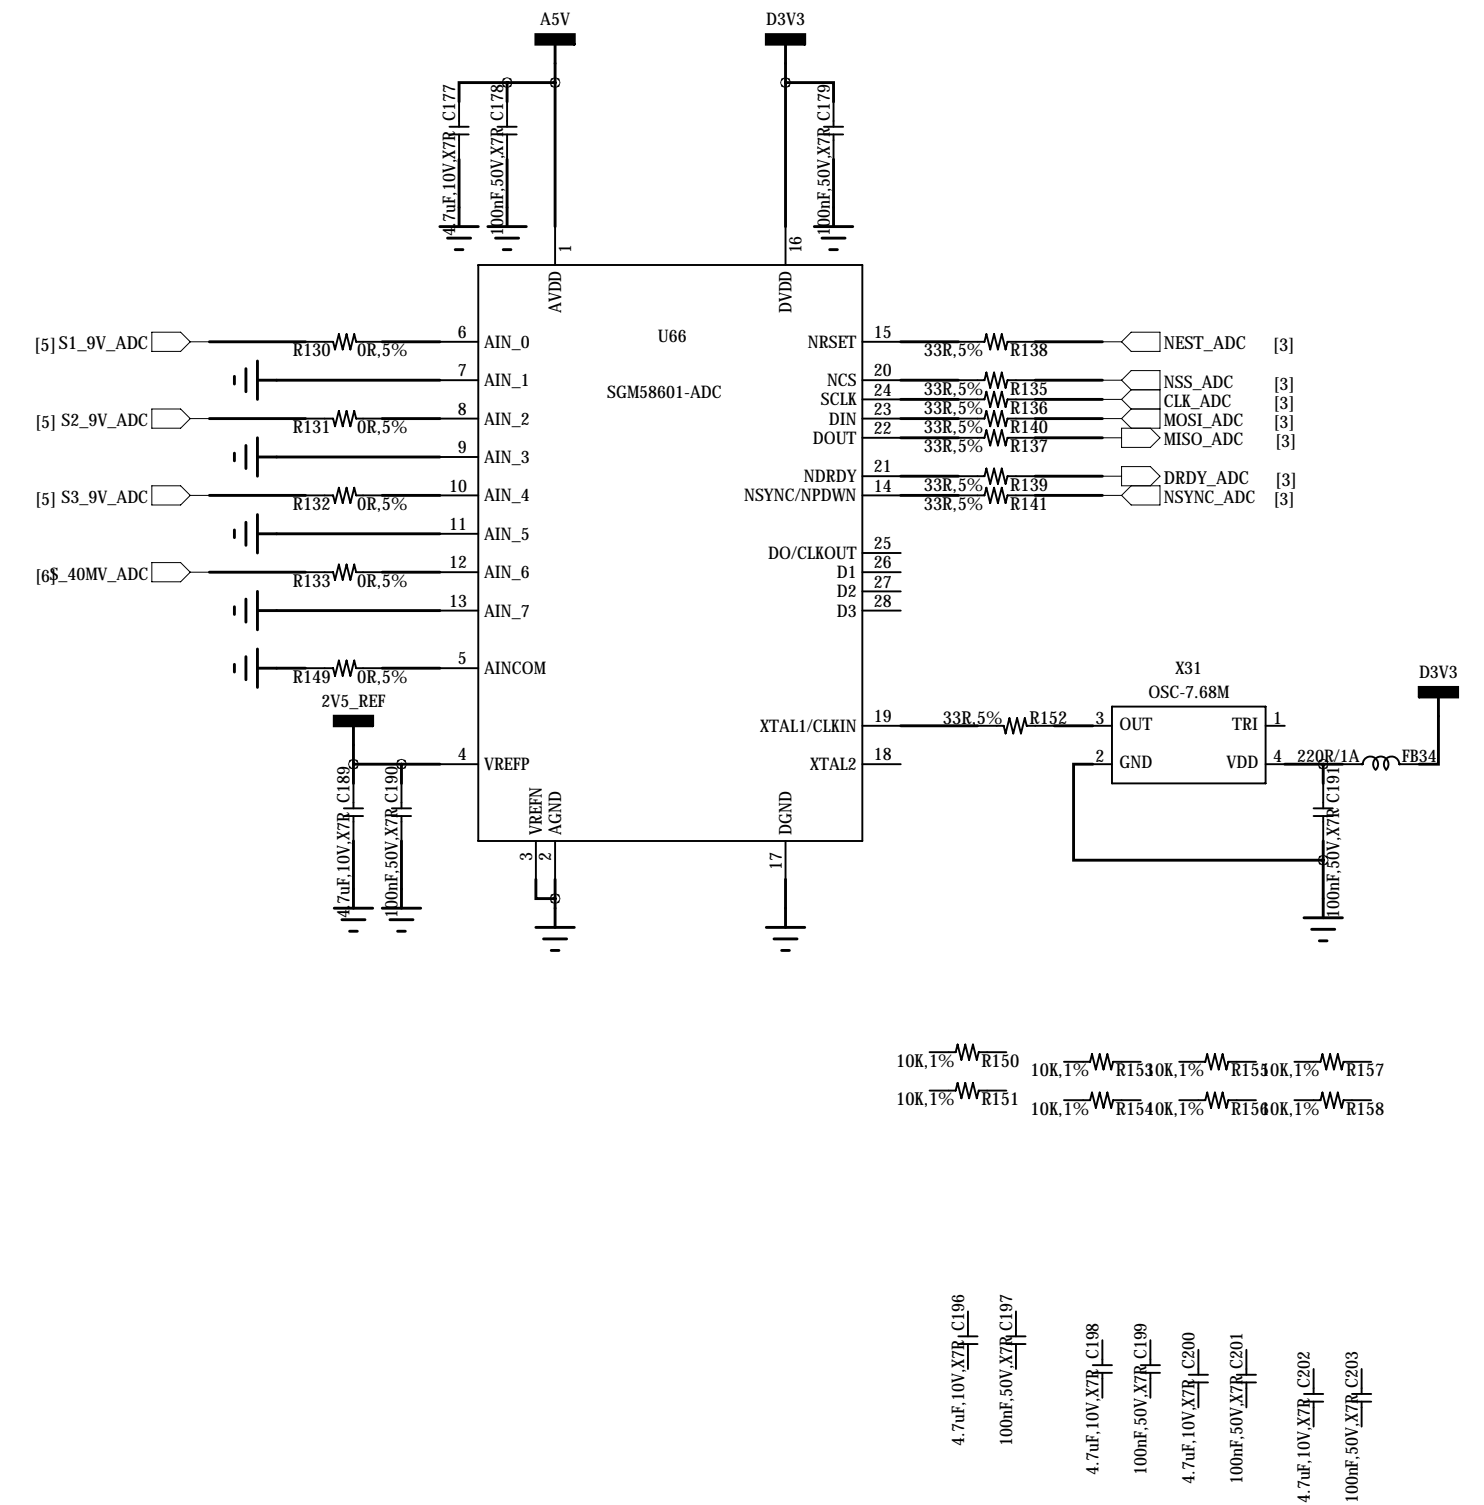 A5V
D3V3
4.7uF,10V,X7R C177
100nF,50V,X7R C178
100nF,50V,X7R C179
1
16
AVDD
DVDD
U66
SGM58601-ADC
[5] S1_9V_ADC
R130 0R,5%
6 AIN_0
7 AIN_1
[5] S2_9V_ADC
R131 0R,5%
8 AIN_2
9 AIN_3
[5] S3_9V_ADC
R132 0R,5%
10 AIN_4
11 AIN_5
[6] S_40MV_ADC
R133 0R,5%
12 AIN_6
13 AIN_7
R149 0R,5%
5 AINCOM
2V5_REF
4 VREFP
4.7uF,10V,X7R C189
100nF,50V,X7R C190
VREFN
AGND
3
2
DGND
17
NRSET 15 33R,5% R138 NEST_ADC [3]
NCS 20 33R,5% R135 NSS_ADC [3]
SCLK 24 33R,5% R136 CLK_ADC [3]
DIN 23 33R,5% R140 MOSI_ADC [3]
DOUT 22 33R,5% R137 MISO_ADC [3]
NDRDY 21 33R,5% R139 DRDY_ADC [3]
NSYNC/NPDWN 14 33R,5% R141 NSYNC_ADC [3]
DO/CLKOUT 25
D1 26
D2 27
D3 28
XTAL1/CLKIN 19 33R,5% R152
XTAL2 18
X31
OSC-7.68M
3 OUT TRI 1
2 GND VDD 4
220R/1A FB34
D3V3
100nF,50V,X7R C191
10K,1% R150
10K,1% R153 10K,1% R155 10K,1% R157
10K,1% R151
10K,1% R154 10K,1% R156 10K,1% R158
4.7uF,10V,X7R C196
100nF,50V,X7R C197
4.7uF,10V,X7R C198
100nF,50V,X7R C199
4.7uF,10V,X7R C200
100nF,50V,X7R C201
4.7uF,10V,X7R C202
100nF,50V,X7R C203